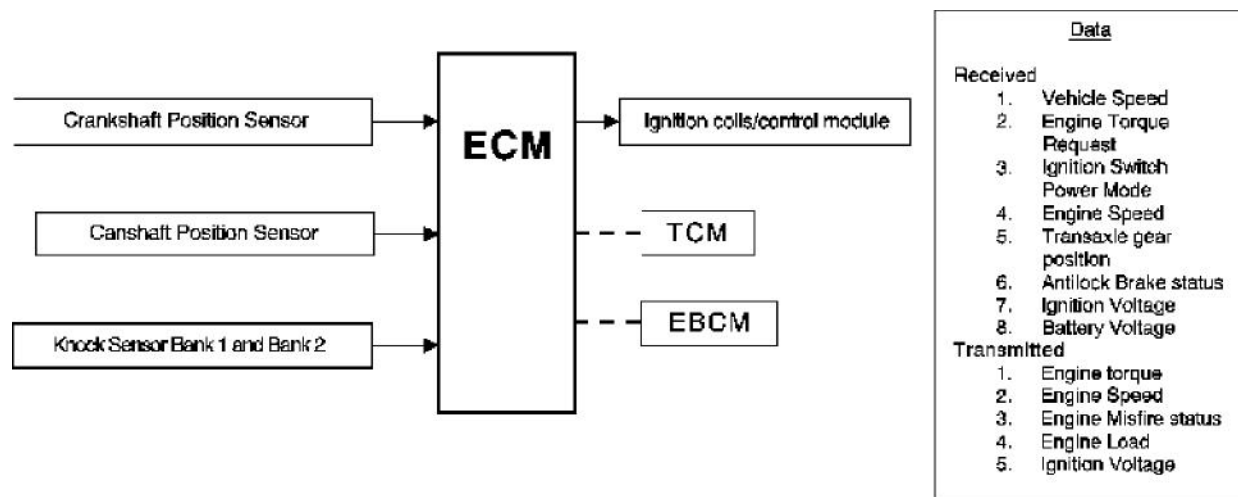 Crankshaft Position Sensor
Canshaft Position Sensor
Knock Sensor Bank 1 and Bank 2
ECM
Ignition coils/control module
TCM
EBCM
Data
Received
1. Vehicle Speed
2. Engine Torque
Request
3. Ignition Switch
Power Mode
4. Engine Speed
5. Transaxle gear
position
6. Antilock Brake status
7. Ignition Voltage
8. Battery Voltage
Transmitted
1. Engine torque
2. Engine Speed
3. Engine Misfire status
4. Engine Load
5. Ignition Voltage